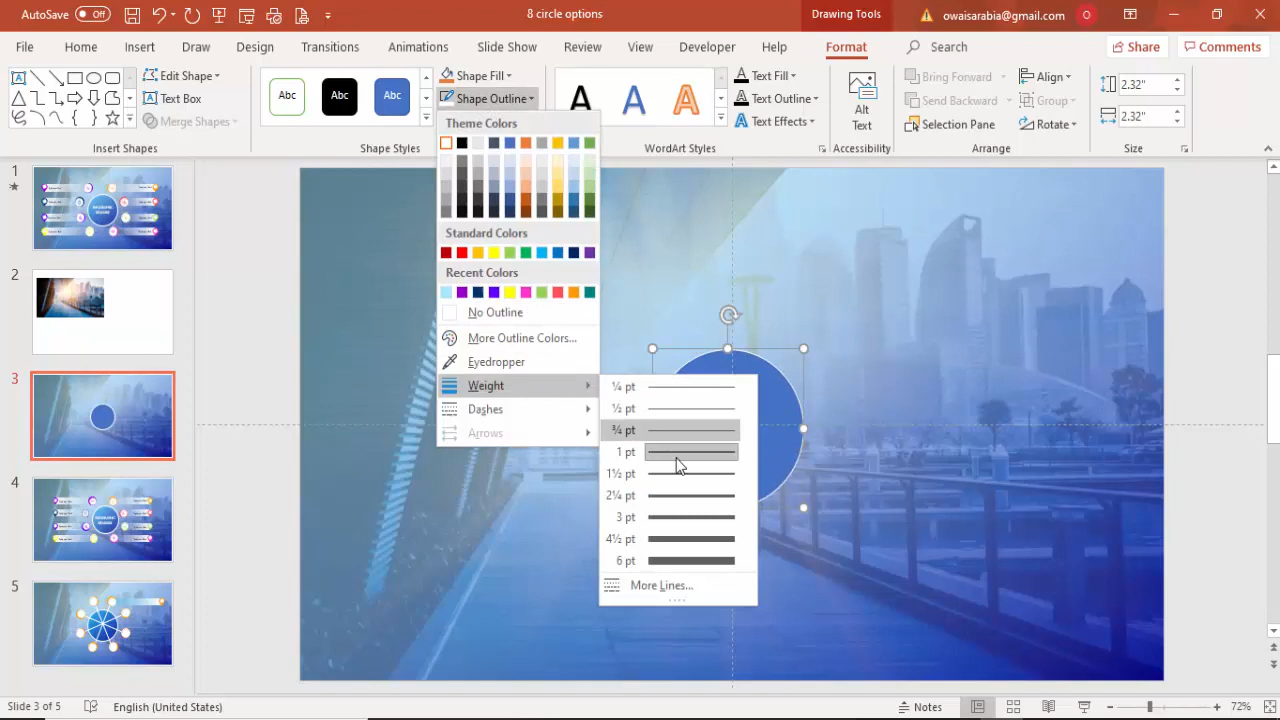 AutoSave Off 8 circle options Drawing Tools owaisarabia@gmail.com O
File Home Insert Draw Design Transitions Animations Slide Show Review View Developer Help Format Search Share Comments
Edit Shape
Text Box
Merge Shapes
Insert Shapes
Abc Abc Abc
Shape Fill
Shape Outline
Shape Styles
A A A
Text Fill
Text Outline
Text Effects
WordArt Styles
Alt
Text
Accessibility
Bring Forward
Send Backward
Selection Pane
Align
Group
Rotate
Arrange
2.32"
2.32"
Size
Theme Colors
Standard Colors
Recent Colors
No Outline
More Outline Colors...
Eyedropper
Weight
Dashes
Arrows
¼ pt
½ pt
¾ pt
1 pt
1½ pt
2¼ pt
3 pt
4½ pt
6 pt
More Lines...
1
2
3
4
5
Slide 3 of 5 English (United States) Notes 72%